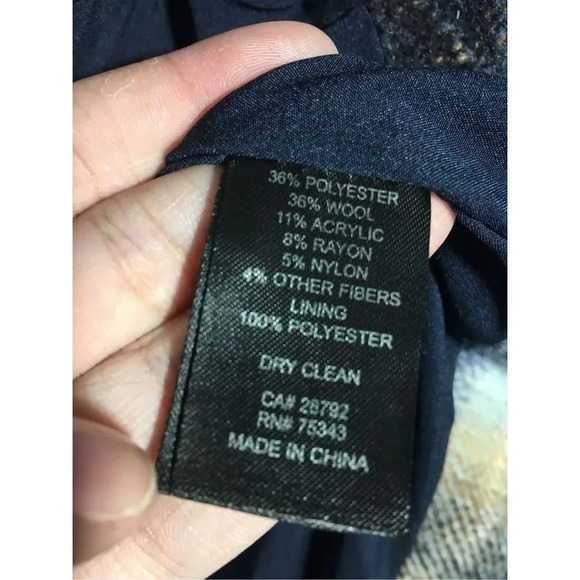 36% POLYESTER
36% WOOL
11% ACRYLIC
8% RAYON
5% NYLON
4% OTHER FIBERS
LINING
100% POLYESTER
DRY CLEAN
CA# 26792
RN# 75343
MADE IN CHINA